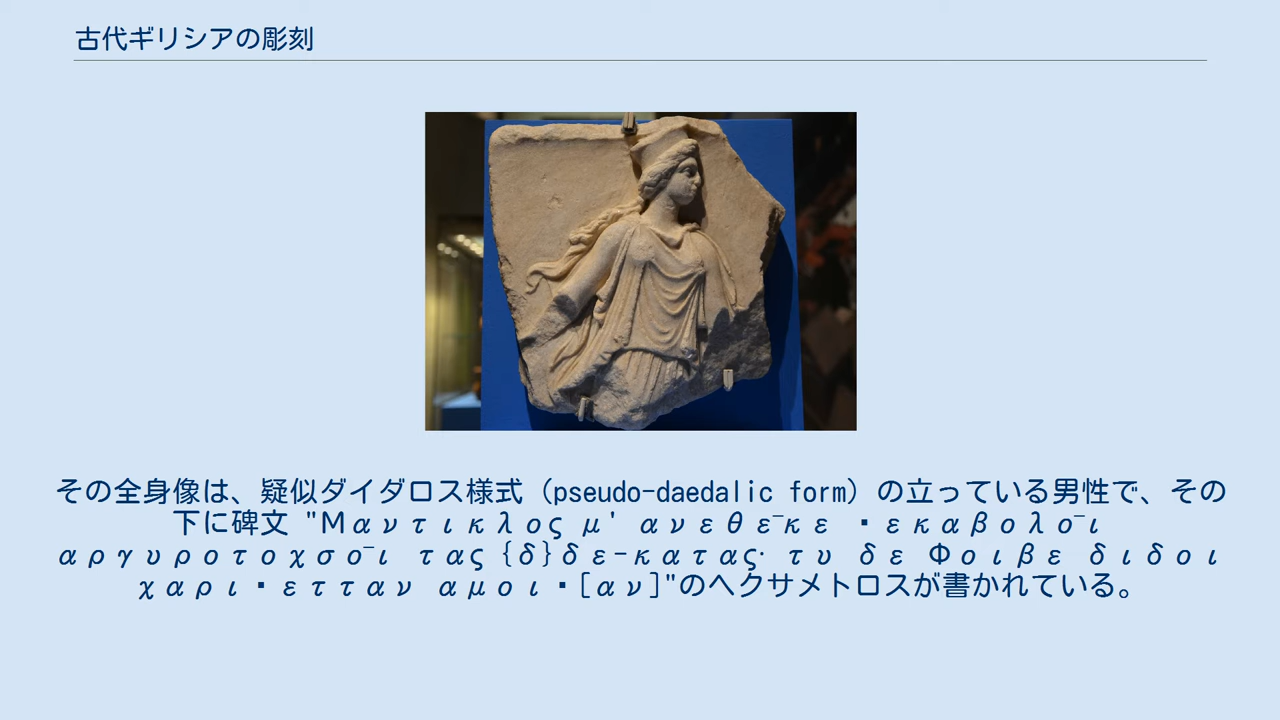 古代ギリシアの彫刻
その全身像は、疑似ダイダロス様式（pseudo-daedalic form）の立っている男性で、その
下に碑文 "Μαντικλος μ' ανεθε̅κε ▪εκαβολο̅ι
αργυροτοχσο̅ι τας {δ}δε-κατας· τυ δε Φοιβε διδοι
χαρι▪ετταν αμοι▪[αν]"のヘクサメトロスが書かれている。